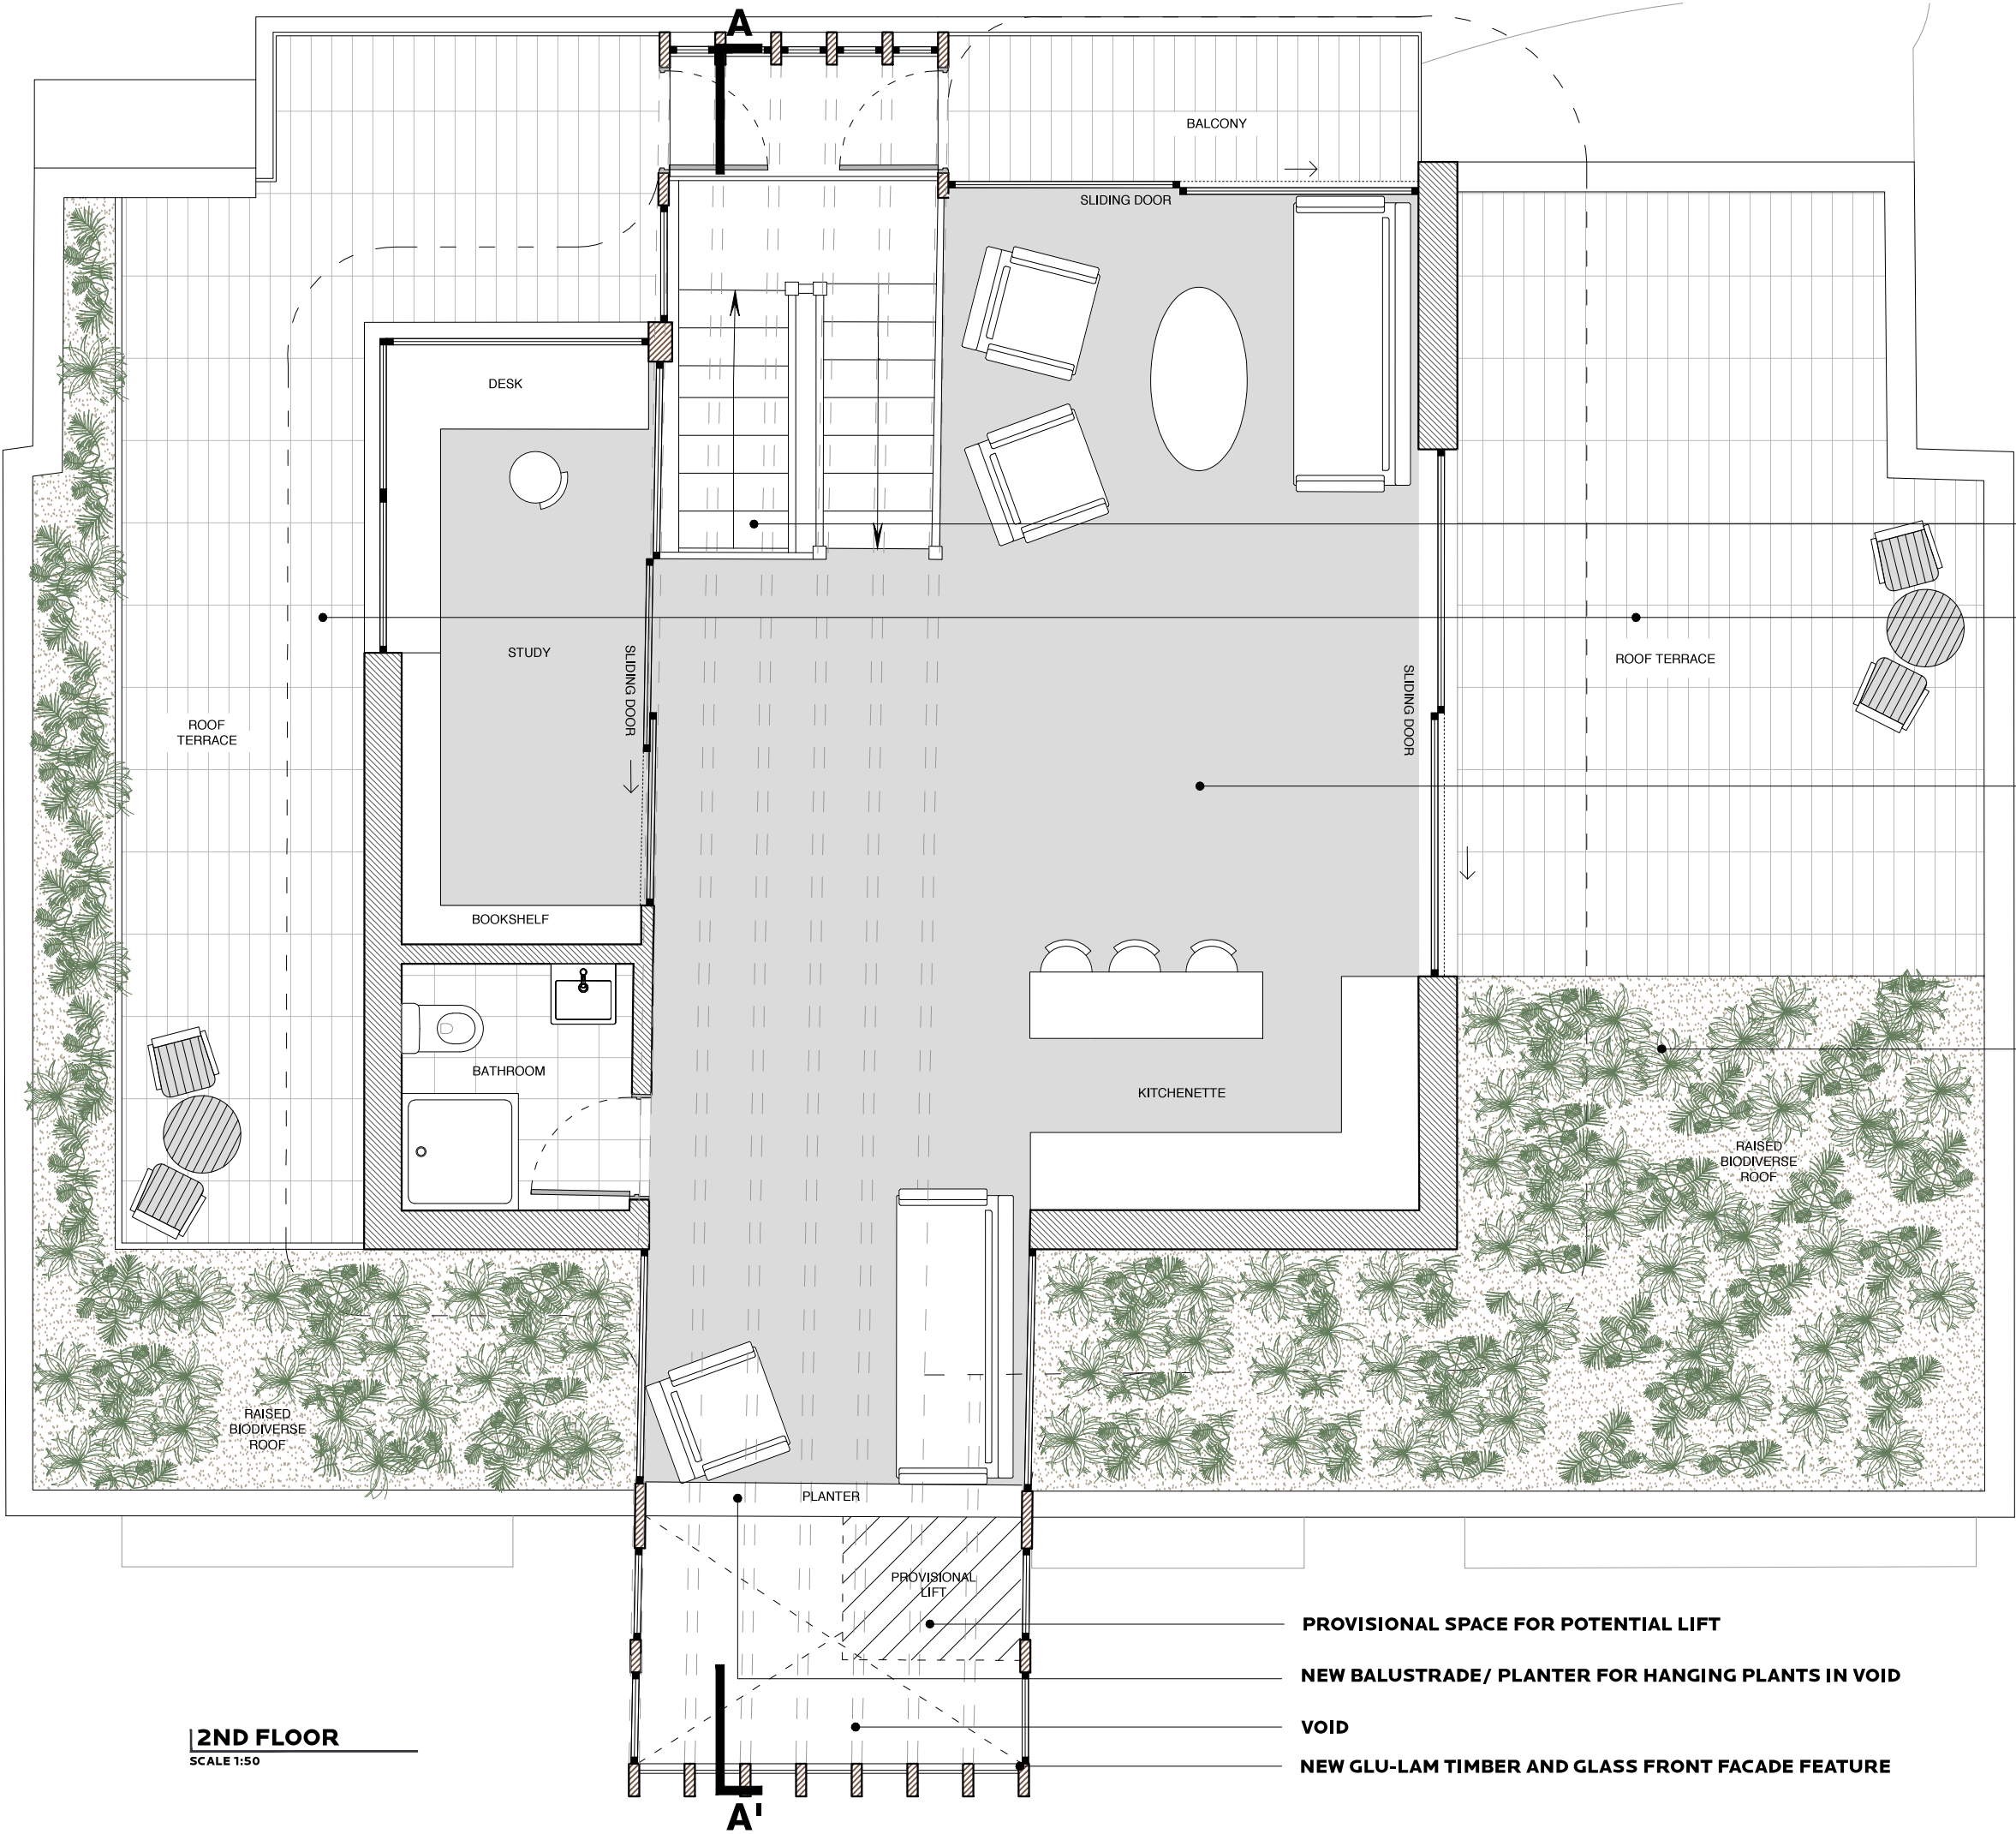 A
BALCONY
SLIDING DOOR
DESK
STUDY
SLIDING DOOR
SLIDING DOOR
ROOF TERRACE
ROOF
TERRACE
BOOKSHELF
BATHROOM
KITCHENETTE
RAISED
BIODIVERSE
ROOF
RAISED
BIODIVERSE
ROOF
PLANTER
PROVISIONAL
LIFT
PROVISIONAL SPACE FOR POTENTIAL LIFT
NEW BALUSTRADE/ PLANTER FOR HANGING PLANTS IN VOID
VOID
NEW GLU-LAM TIMBER AND GLASS FRONT FACADE FEATURE
2ND FLOOR
SCALE 1:50
A'